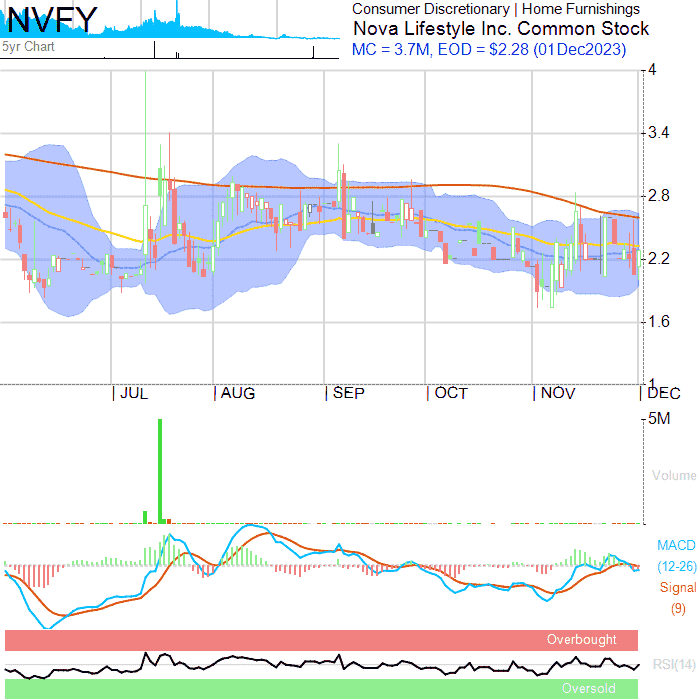 NVFY
5yr Chart
Consumer Discretionary | Home Furnishings
Nova Lifestyle Inc. Common Stock
MC = 3.7M, EOD = $2.28 (01Dec2023)
4
3.4
2.8
2.2
1.6
1
JUL AUG SEP OCT NOV DEC
5M
Volume
MACD
(12-26)
Signal
(9)
Overbought
RSI(14)
Oversold